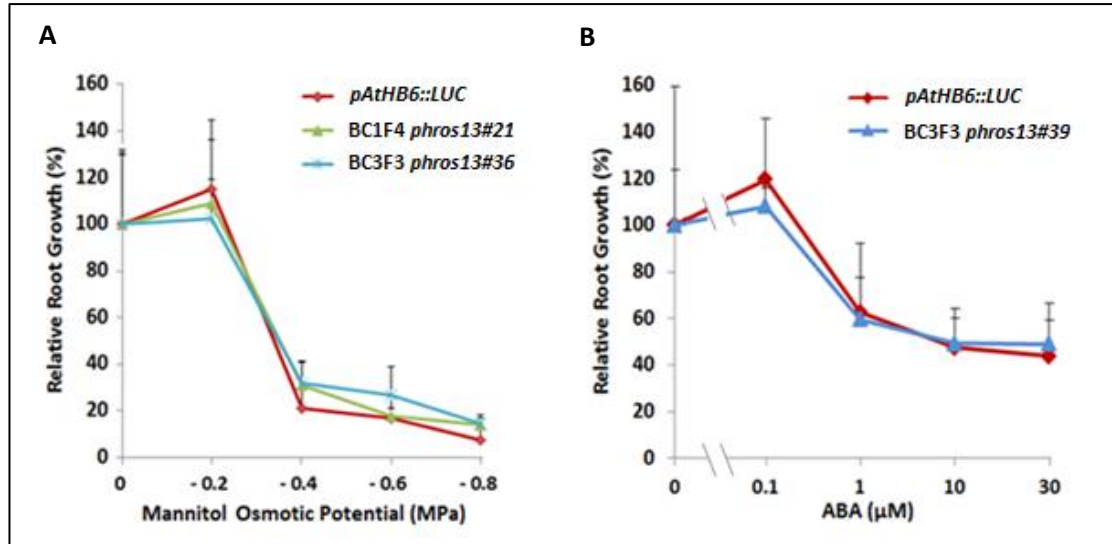 A
160
140
120
100
80
60
40
20
0
Relative Root Growth (%)
pAtHB6::LUC
BC1F4 phros13#21
BC3F3 phros13#36
0
- 0.2
- 0.4
- 0.6
- 0.8
Mannitol Osmotic Potential (MPa)
B
160
140
120
100
80
60
40
20
0
Relative Root Growth (%)
pAtHB6::LUC
BC3F3 phros13#39
0
0.1
1
10
30
ABA (µM)